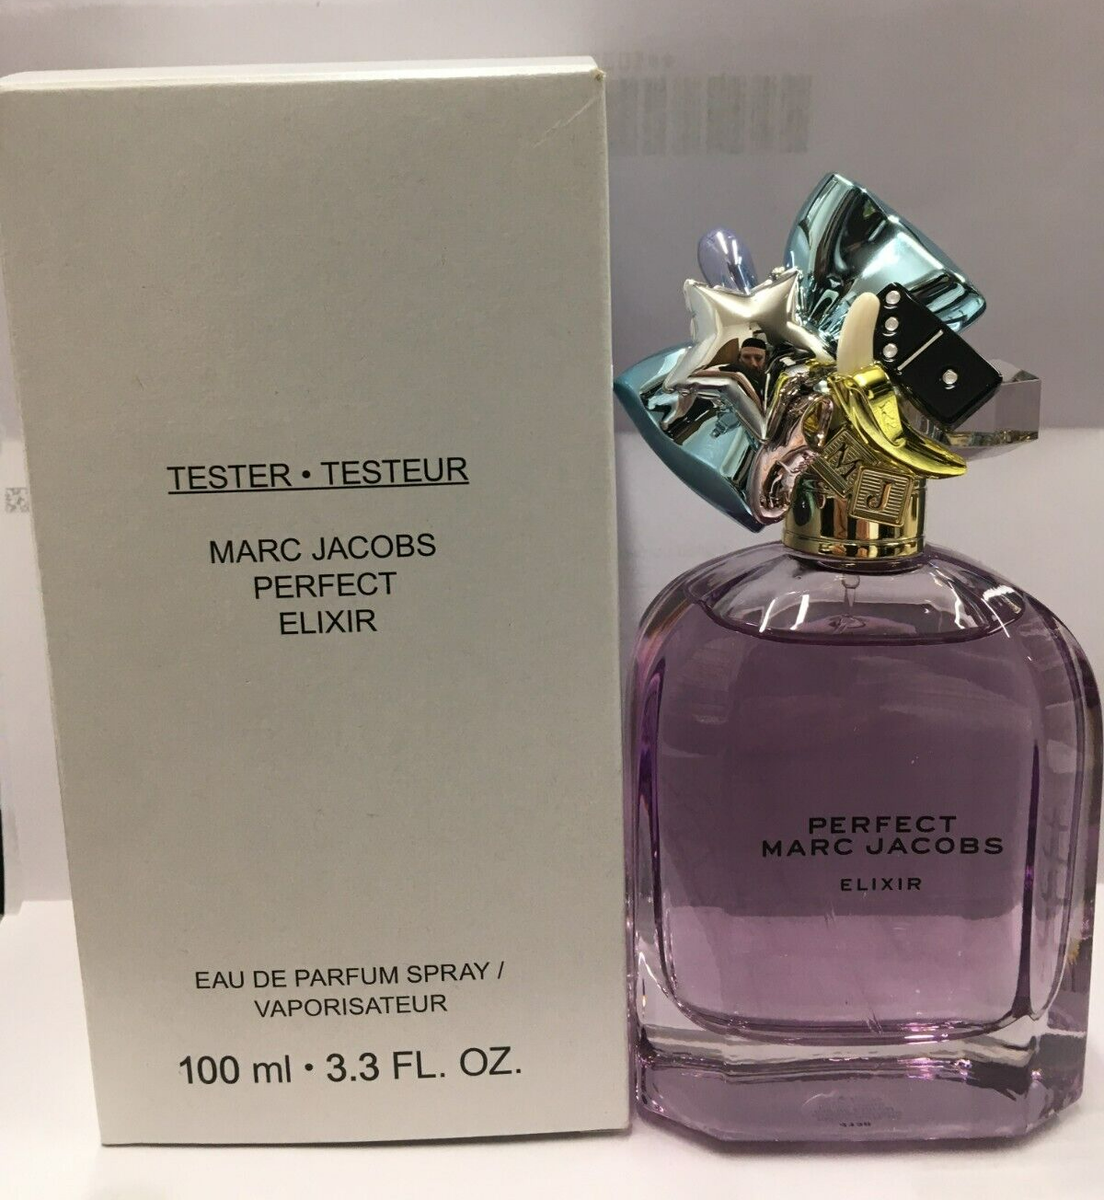 TESTER • TESTEUR
MARC JACOBS
PERFECT
ELIXIR
EAU DE PARFUM SPRAY /
VAPORISATEUR
100 ml • 3.3 FL. OZ.
M
J
PERFECT
MARC JACOBS
ELIXIR